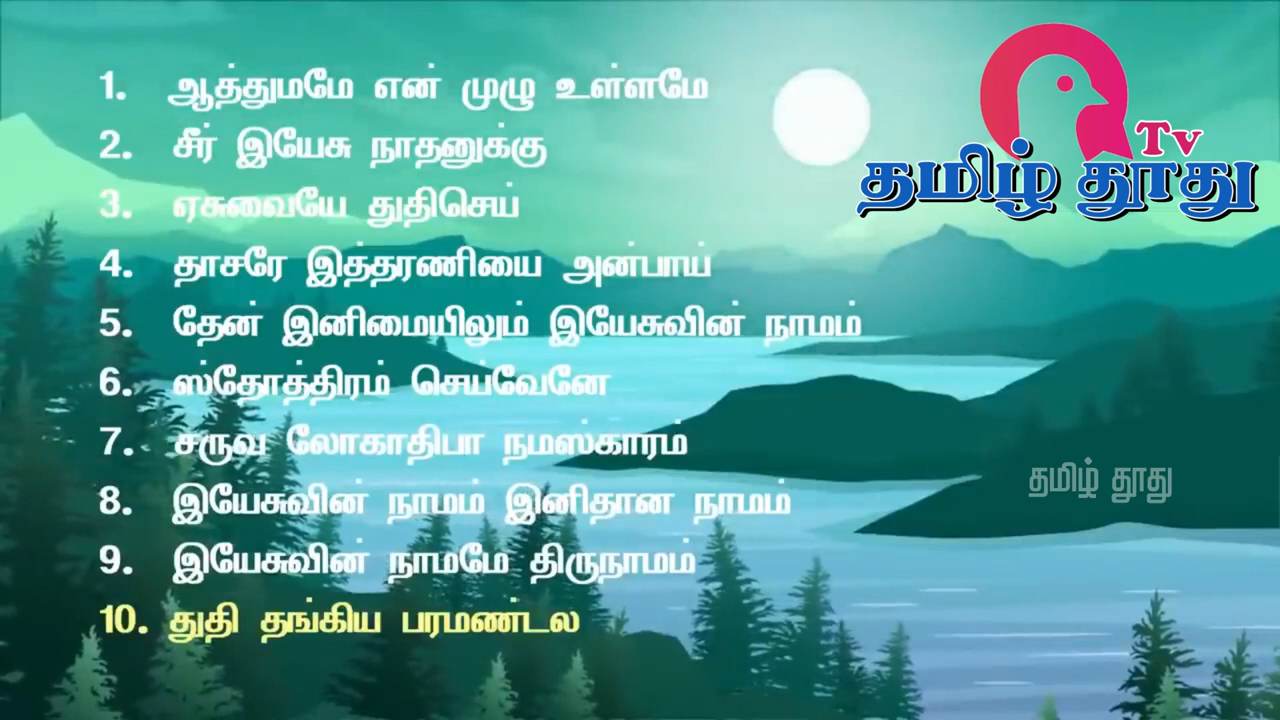 1. ஆத்துமமே என் முழு உள்ளமே
2. சீர் இயேசு நாதனுக்கு
3. ஏசுவையே துதிசெய்
4. தாசரே இத்தரணியை அன்பாய்
5. தேன் இனிமையிலும் இயேசுவின் நாமம்
6. ஸ்தோத்திரம் செய்வேனே
7. சருவ லோகாதிபா நமஸ்காரம்
8. இயேசுவின் நாமம் இனிதான நாமம்
9. இயேசுவின் நாமமே திருநாமம்
10. துதி தங்கிய பரமண்டல
Tv
தமிழ் தூது
தமிழ் தூது